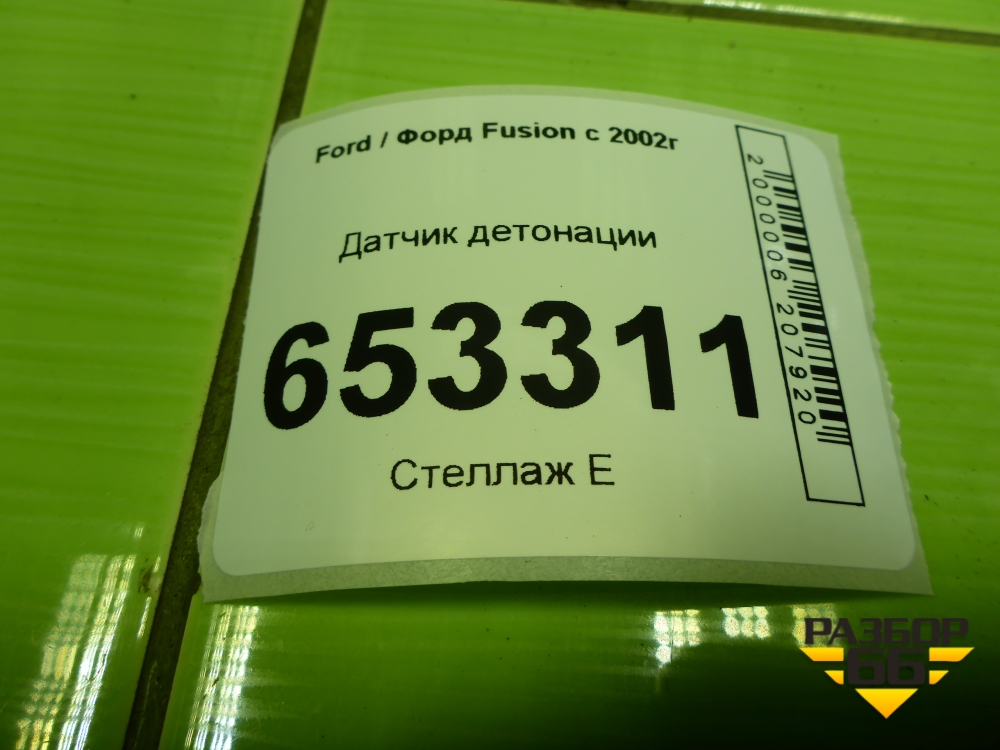 Ford / Форд Fusion с 2002г
Датчик детонации
653311
Стеллаж Е
2000006207920
РАЗБОР
66